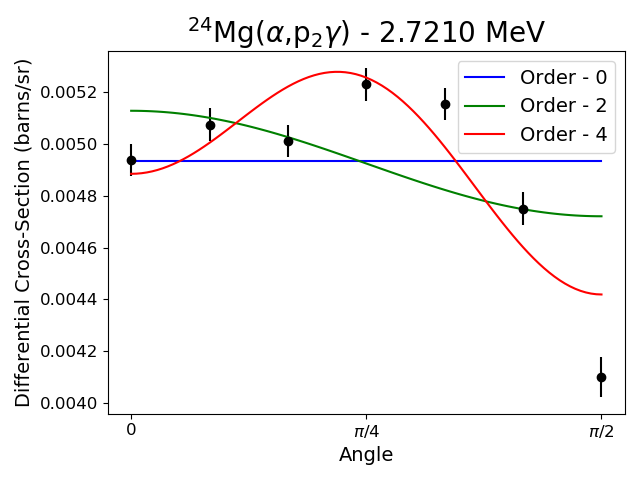 ²⁴Mg(α,p₂γ) - 2.7210 MeV
Differential Cross-Section (barns/sr)
0.0052
0.0050
0.0048
0.0046
0.0044
0.0042
0.0040
Order - 0
Order - 2
Order - 4
0
π/4
π/2
Angle